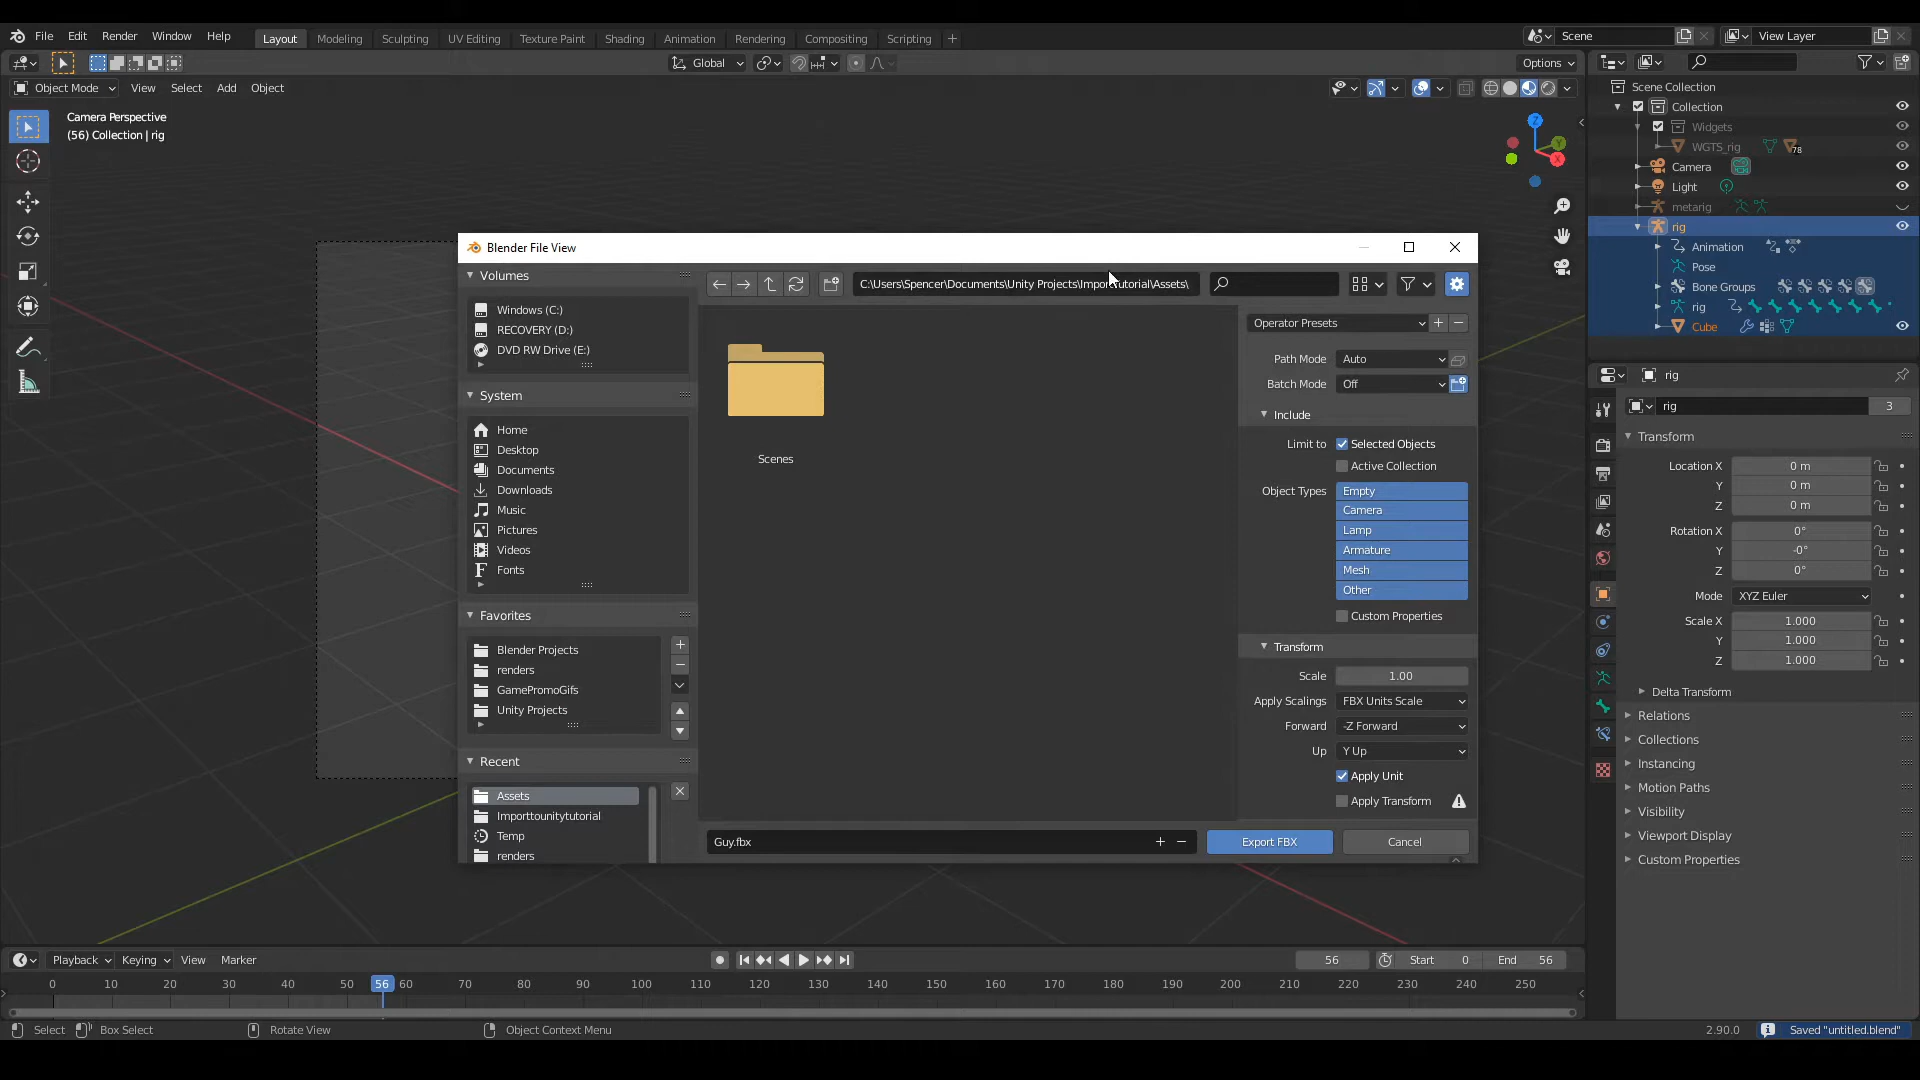 File Edit Render Window Help Layout Modeling Sculpting UV Editing Texture Paint Shading Animation Rendering Compositing Scripting + Scene View Layer
Global Options
Object Mode View Select Add Object
Camera Perspective
(56) Collection | rig
Scene Collection
Collection
Widgets
WGTS_rig 78
Camera
Light
metarig
rig
Animation
Pose
Bone Groups
rig
Cube
Blender File View
Volumes
Windows (C:)
RECOVERY (D:)
DVD RW Drive (E:)
System
Home
Desktop
Documents
Downloads
Music
Pictures
Videos
Fonts
Favorites
Blender Projects
renders
GamePromoGifs
Unity Projects
Recent
Assets
Importtounitytutorial
Temp
renders
C:\Users\Spencer\Documents\Unity Projects\ImportTutorial\Assets\
Scenes
Guy.fbx
Operator Presets
Path Mode Auto
Batch Mode Off
Include
Limit to Selected Objects
Active Collection
Object Types Empty
Camera
Lamp
Armature
Mesh
Other
Custom Properties
Transform
Scale 1.00
Apply Scalings FBX Units Scale
Forward -Z Forward
Up Y Up
Apply Unit
Apply Transform
Export FBX Cancel
rig
rig 3
Transform
Location X 0 m
Y 0 m
Z 0 m
Rotation X 0°
Y -0°
Z 0°
Mode XYZ Euler
Scale X 1.000
Y 1.000
Z 1.000
Delta Transform
Relations
Collections
Instancing
Motion Paths
Visibility
Viewport Display
Custom Properties
Playback Keying View Marker 56 Start 0 End 56
0 10 20 30 40 50 56 60 70 80 90 100 110 120 130 140 150 160 170 180 190 200 210 220 230 240 250
Select Box Select Rotate View Object Context Menu 2.90.0 Saved "untitled.blend"